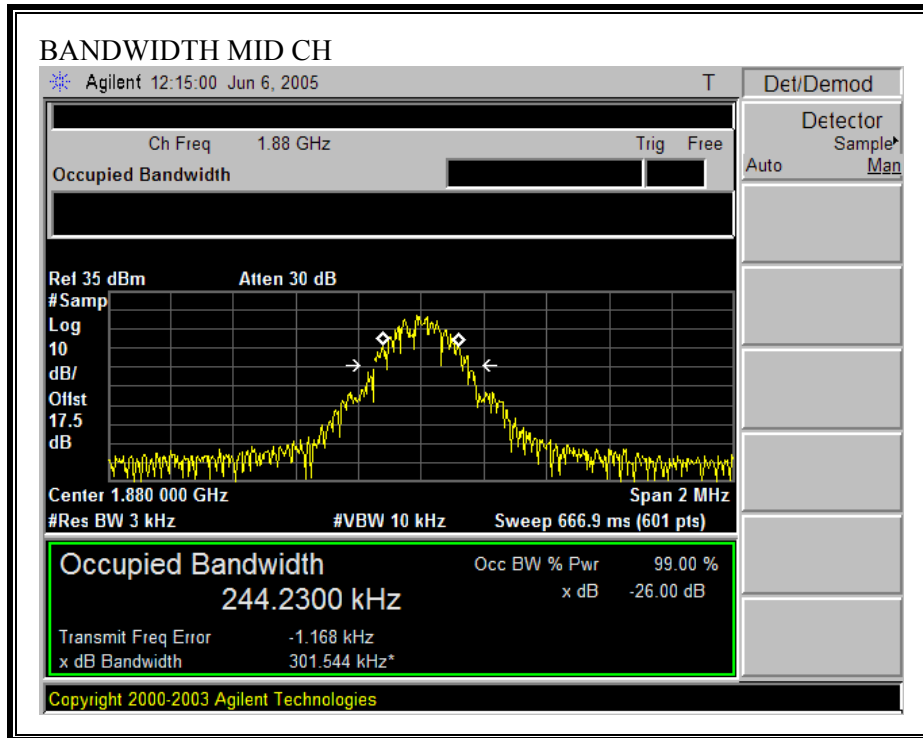 BANDWIDTH MID CH
Agilent 12:15:00 Jun 6, 2005 T Det/Demod
Detector
Sample
Auto Man
Ch Freq 1.88 GHz Trig Free
Occupied Bandwidth
Ref 35 dBm Atten 30 dB
#Samp
Log
10
dB/
Offst
17.5
dB
Center 1.880 000 GHz Span 2 MHz
#Res BW 3 kHz #VBW 10 kHz Sweep 666.9 ms (601 pts)
Occupied Bandwidth Occ BW % Pwr 99.00 %
244.2300 kHz x dB -26.00 dB
Transmit Freq Error -1.168 kHz
x dB Bandwidth 301.544 kHz*
Copyright 2000-2003 Agilent Technologies